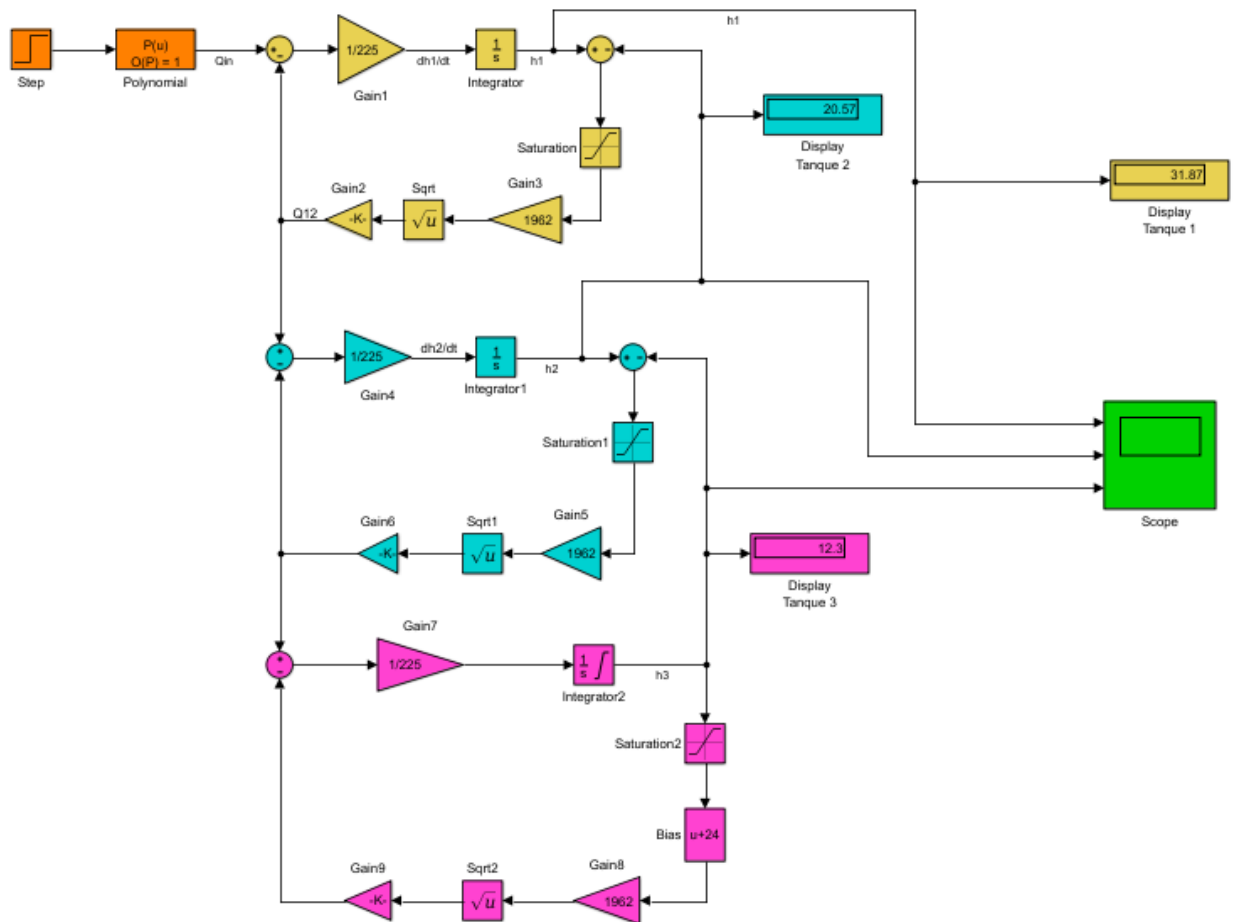 Step
P(u)
O(P) = 1
Polynomial
Qin
+
-
1/225
Gain1
dh1/dt
1
s
Integrator
h1
+ -
h1
20.57
Display
Tanque 2
31.87
Display
Tanque 1
Saturation
Gain3
1962
Sqrt
√u
Gain2
-K-
Q12
+
-
1/225
Gain4
dh2/dt
1
s
Integrator1
h2
+ -
Saturation1
Gain5
1962
Sqrt1
√u
Gain6
-K-
Scope
12.3
Display
Tanque 3
+
-
Gain7
1/225
1
s
∫
Integrator2
h3
Saturation2
Bias
u+24
Gain8
1962
Sqrt2
√u
Gain9
-K-